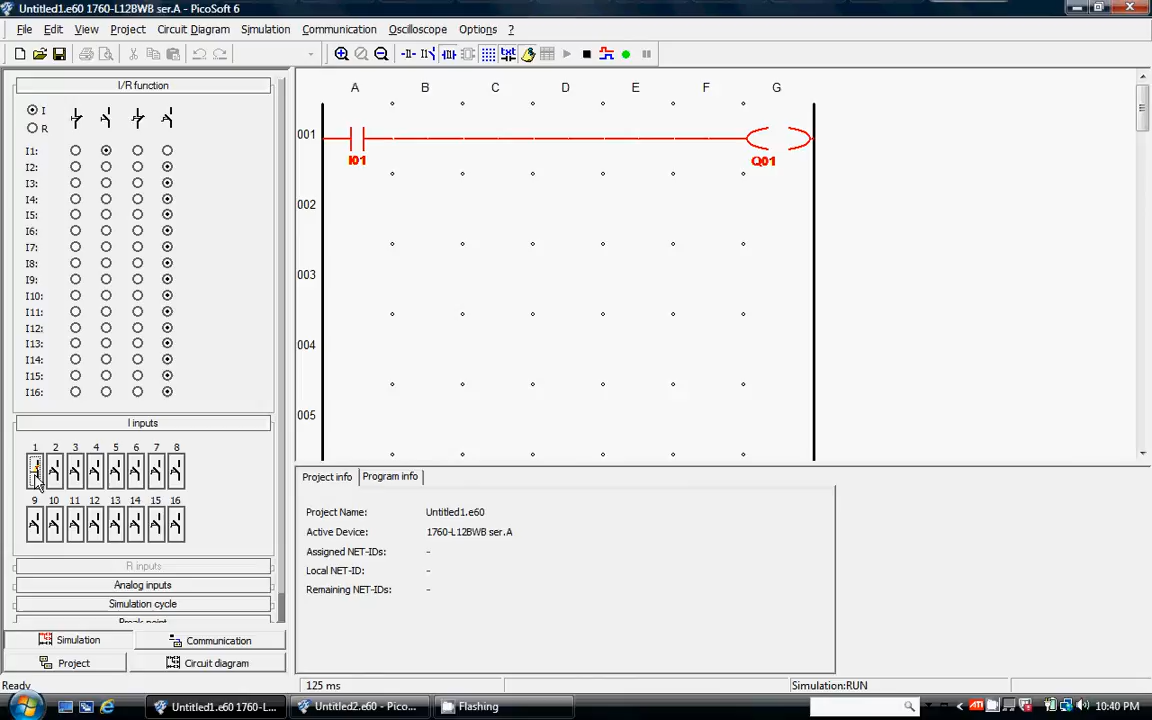 Untitled1.e60 1760-L12BWB ser.A - PicoSoft 6
File Edit View Project Circuit Diagram Simulation Communication Oscilloscope Options ?
I/R function
I
R
I1:
I2:
I3:
I4:
I5:
I6:
I7:
I8:
I9:
I10:
I11:
I12:
I13:
I14:
I15:
I16:
I inputs
1 2 3 4 5 6 7 8
9 10 11 12 13 14 15 16
R inputs
Analog inputs
Simulation cycle
Break point
Simulation Communication
Project Circuit diagram
A B C D E F G
001
I01 Q01
002
003
004
005
Project info Program info
Project Name: Untitled1.e60
Active Device: 1760-L12BWB ser.A
Assigned NET-IDs: -
Local NET-ID: -
Remaining NET-IDs: -
Ready 125 ms Simulation:RUN
Untitled1.e60 1760-L... Untitled2.e60 - Pico... Flashing 10:40 PM